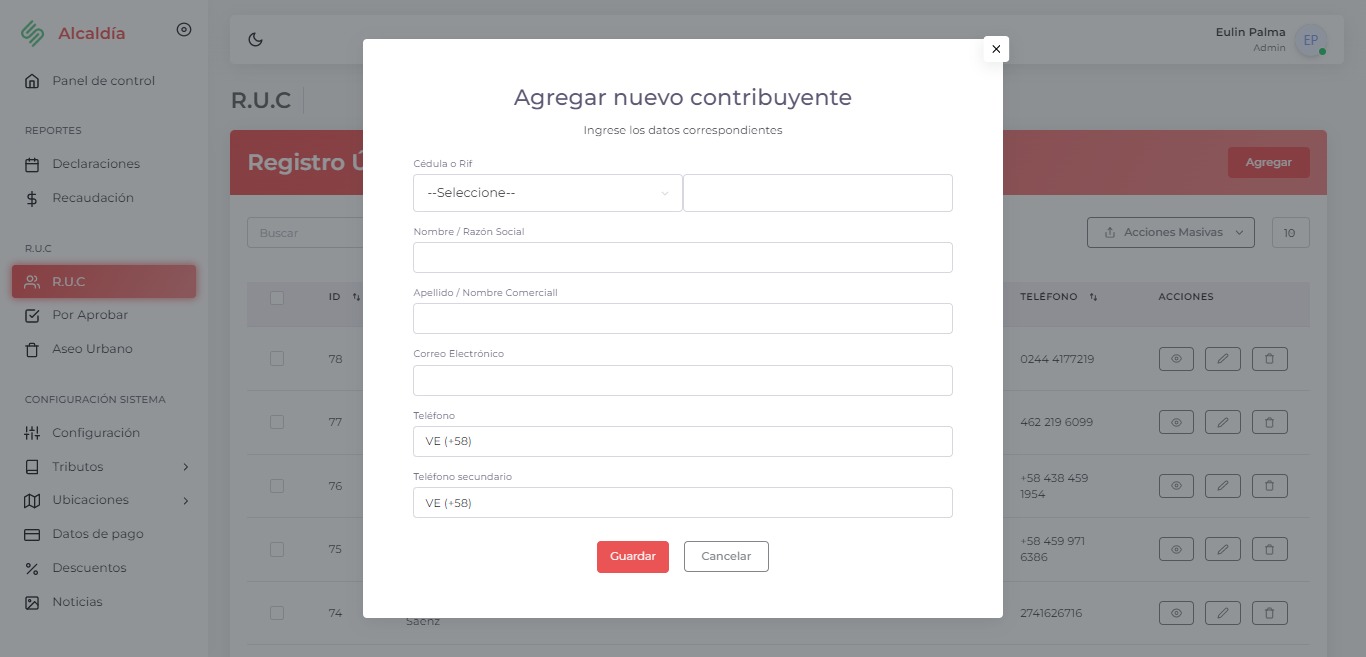 Alcaldía
Panel de control
REPORTES
Declaraciones
Recaudación
R.U.C
R.U.C
Por Aprobar
Aseo Urbano
CONFIGURACIÓN SISTEMA
Configuración
Tributos
Ubicaciones
Datos de pago
Descuentos
Noticias
Eulin Palma
Admin
EP
R.U.C
Registro Ú
Agregar
Buscar
Acciones Masivas
10
ID
TELÉFONO
ACCIONES
78
0244 4177219
77
462 219 6099
76
+58 438 459
1954
75
+58 459 971
6386
74
Saenz
2741626716
×
Agregar nuevo contribuyente
Ingrese los datos correspondientes
Cédula o Rif
--Seleccione--
Nombre / Razón Social
Apellido / Nombre Comerciall
Correo Electrónico
Teléfono
VE (+58)
Teléfono secundario
VE (+58)
Guardar
Cancelar